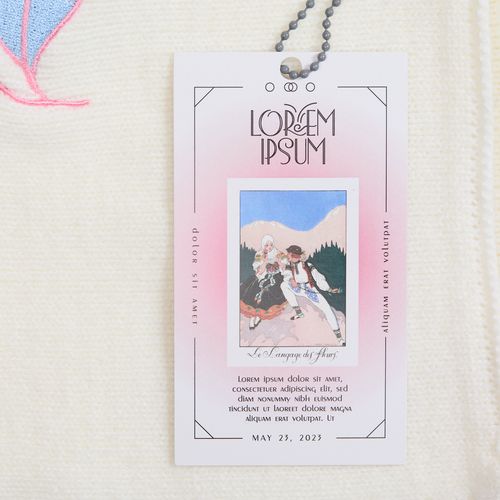 LOREM
IPSUM
dolor sit amet
aliquam erat volutpat
Le Langage des fleurs
Lorem ipsum dolor sit amet,
consectetuer adipiscing elit, sed
diam nonummy nibh euismod
tincidunt ut laoreet dolore magna
aliquam erat volutpat. Ut
MAY 23, 2023